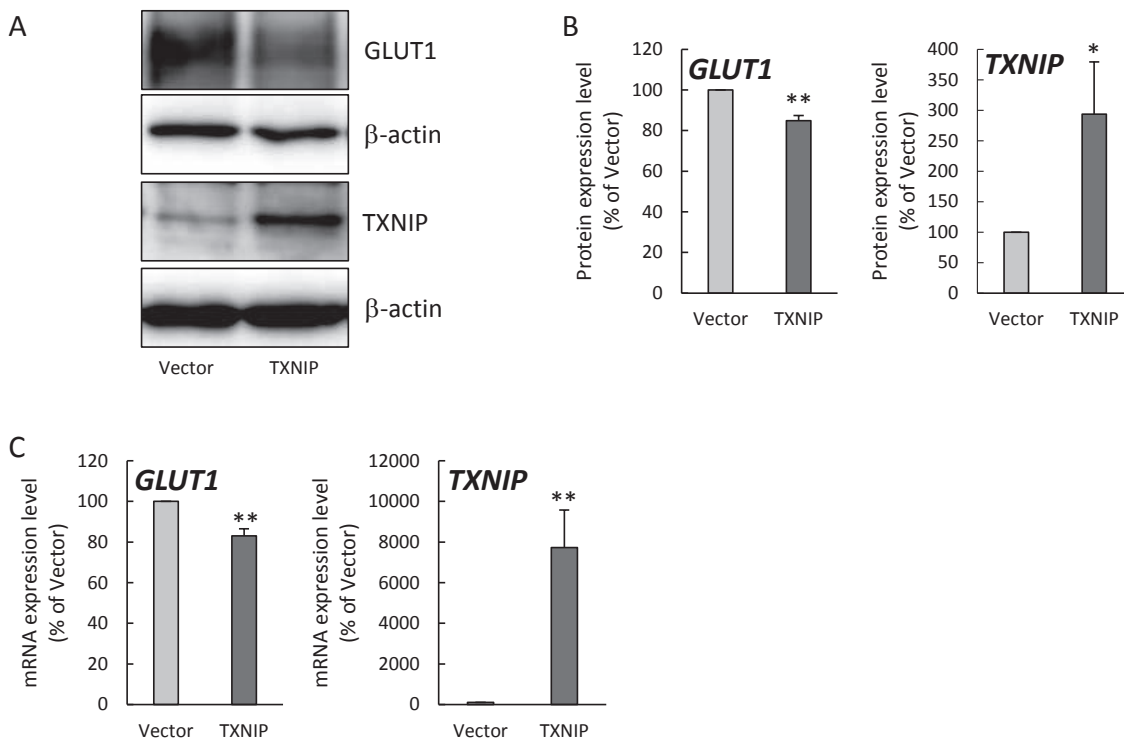 A
GLUT1
β-actin
TXNIP
β-actin
Vector TXNIP
B
Protein expression level
(% of Vector)
120
100
80
60
40
20
0
GLUT1
**
Vector TXNIP
Protein expression level
(% of Vector)
400
350
300
250
200
150
100
50
0
TXNIP
*
Vector TXNIP
C
mRNA expression level
(% of Vector)
120
100
80
60
40
20
0
GLUT1
**
Vector TXNIP
mRNA expression level
(% of Vector)
12000
10000
8000
6000
4000
2000
0
TXNIP
**
Vector TXNIP